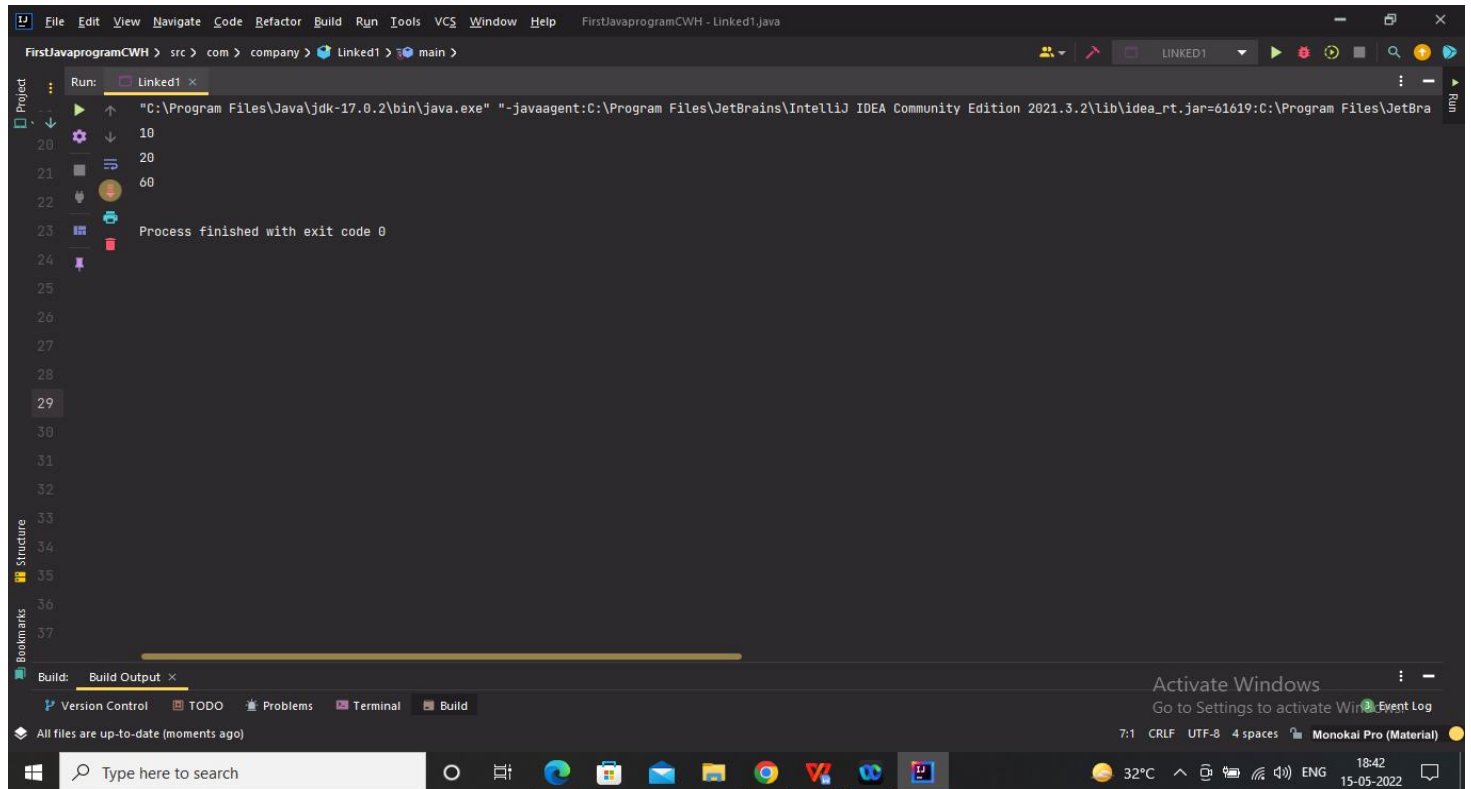 File Edit View Navigate Code Refactor Build Run Tools VCS Window Help FirstJavaprogramCWH - Linked1.java
FirstJavaprogramCWH src com company Linked1 main LINKED1
Project
Run: Linked1
Run
"C:\Program Files\Java\jdk-17.0.2\bin\java.exe" "-javaagent:C:\Program Files\JetBrains\IntelliJ IDEA Community Edition 2021.3.2\lib\idea_rt.jar=61619:C:\Program Files\JetBra
10
20
60
Process finished with exit code 0
20
21
22
23
24
25
26
27
28
29
30
31
32
33
34
35
36
37
Structure
Bookmarks
Build: Build Output
Activate Windows
Go to Settings to activate Windows.
Version Control TODO Problems Terminal Build 3 Event Log
All files are up-to-date (moments ago) 7:1 CRLF UTF-8 4 spaces Monokai Pro (Material)
Type here to search 32°C ENG 18:42
15-05-2022